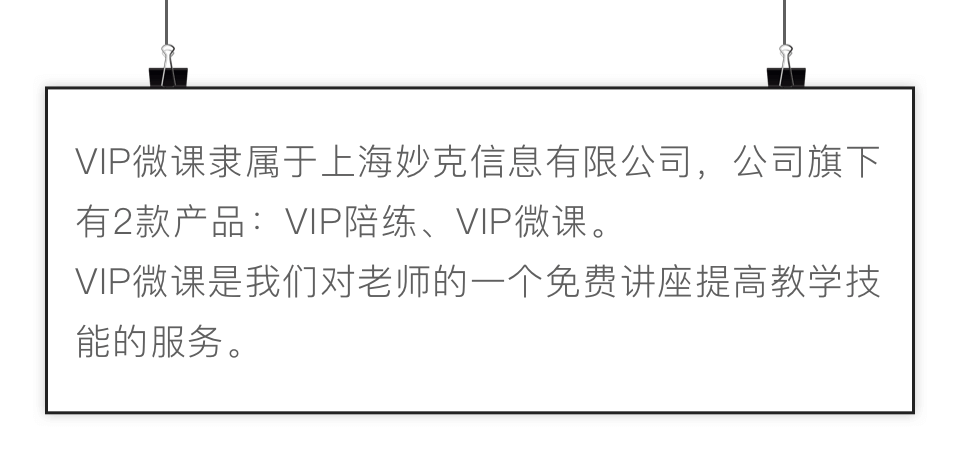 VIP微课隶属于上海妙克信息有限公司，公司旗下
有2款产品：VIP陪练、VIP微课。
VIP微课是我们对老师的一个免费讲座提高教学技
能的服务。